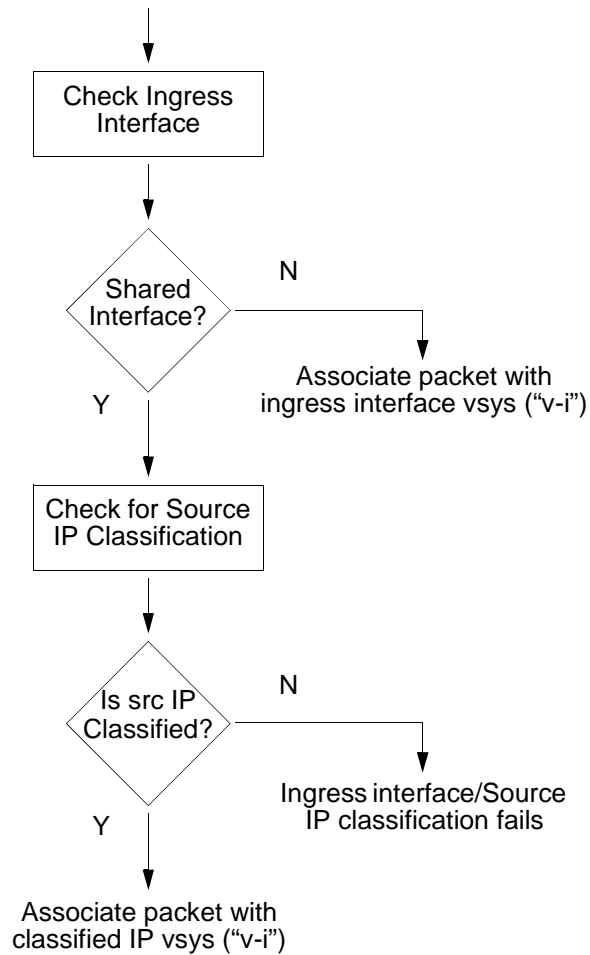 Check Ingress
Interface
Shared
Interface?
N
Associate packet with
ingress interface vsys (“v-i”)
Y
Check for Source
IP Classification
Is src IP
Classified?
N
Ingress interface/Source
IP classification fails
Y
Associate packet with
classified IP vsys (“v-i”)